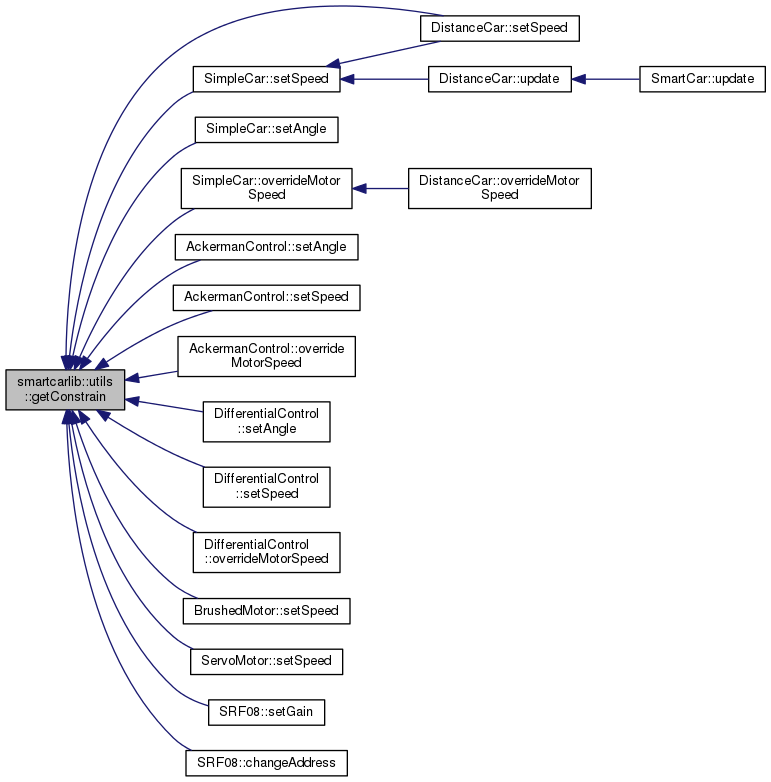 DistanceCar::setSpeed
SimpleCar::setSpeed
DistanceCar::update
SmartCar::update
SimpleCar::setAngle
SimpleCar::overrideMotor
Speed
DistanceCar::overrideMotor
Speed
AckermanControl::setAngle
AckermanControl::setSpeed
AckermanControl::override
MotorSpeed
smartcarlib::utils
::getConstrain
DifferentialControl
::setAngle
DifferentialControl
::setSpeed
DifferentialControl
::overrideMotorSpeed
BrushedMotor::setSpeed
ServoMotor::setSpeed
SRF08::setGain
SRF08::changeAddress